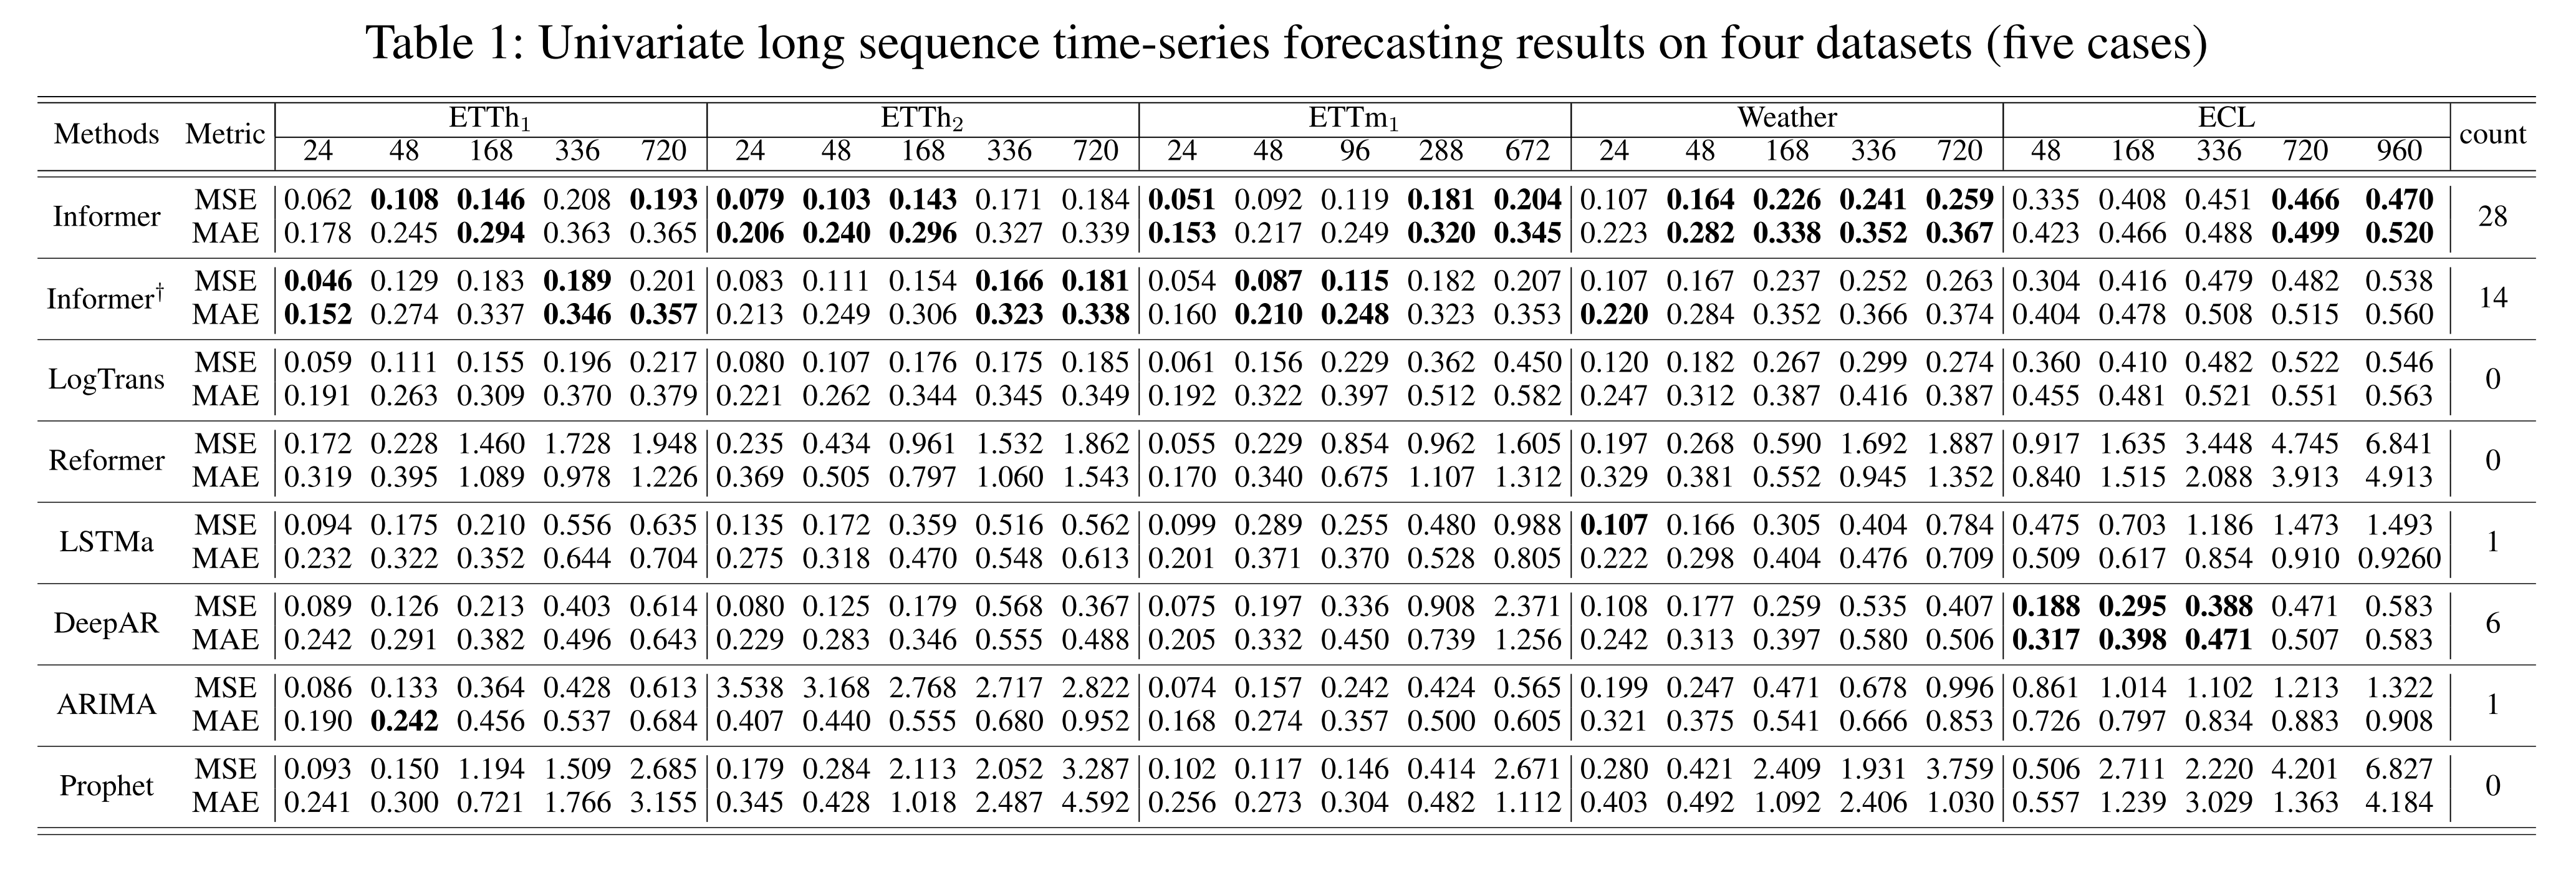 Table 1: Univariate long sequence time-series forecasting results on four datasets (five cases)
Methods Metric ETTh1 ETTh2 ETTm1 Weather ECL count
24 48 168 336 720 24 48 168 336 720 24 48 96 288 672 24 48 168 336 720 48 168 336 720 960
Informer MSE 0.062 0.108 0.146 0.208 0.193 0.079 0.103 0.143 0.171 0.184 0.051 0.092 0.119 0.181 0.204 0.107 0.164 0.226 0.241 0.259 0.335 0.408 0.451 0.466 0.470 28
MAE 0.178 0.245 0.294 0.363 0.365 0.206 0.240 0.296 0.327 0.339 0.153 0.217 0.249 0.320 0.345 0.223 0.282 0.338 0.352 0.367 0.423 0.466 0.488 0.499 0.520
Informer† MSE 0.046 0.129 0.183 0.189 0.201 0.083 0.111 0.154 0.166 0.181 0.054 0.087 0.115 0.182 0.207 0.107 0.167 0.237 0.252 0.263 0.304 0.416 0.479 0.482 0.538 14
MAE 0.152 0.274 0.337 0.346 0.357 0.213 0.249 0.306 0.323 0.338 0.160 0.210 0.248 0.323 0.353 0.220 0.284 0.352 0.366 0.374 0.404 0.478 0.508 0.515 0.560
LogTrans MSE 0.059 0.111 0.155 0.196 0.217 0.080 0.107 0.176 0.175 0.185 0.061 0.156 0.229 0.362 0.450 0.120 0.182 0.267 0.299 0.274 0.360 0.410 0.482 0.522 0.546 0
MAE 0.191 0.263 0.309 0.370 0.379 0.221 0.262 0.344 0.345 0.349 0.192 0.322 0.397 0.512 0.582 0.247 0.312 0.387 0.416 0.387 0.455 0.481 0.521 0.551 0.563
Reformer MSE 0.172 0.228 1.460 1.728 1.948 0.235 0.434 0.961 1.532 1.862 0.055 0.229 0.854 0.962 1.605 0.197 0.268 0.590 1.692 1.887 0.917 1.635 3.448 4.745 6.841 0
MAE 0.319 0.395 1.089 0.978 1.226 0.369 0.505 0.797 1.060 1.543 0.170 0.340 0.675 1.107 1.312 0.329 0.381 0.552 0.945 1.352 0.840 1.515 2.088 3.913 4.913
LSTMa MSE 0.094 0.175 0.210 0.556 0.635 0.135 0.172 0.359 0.516 0.562 0.099 0.289 0.255 0.480 0.988 0.107 0.166 0.305 0.404 0.784 0.475 0.703 1.186 1.473 1.493 1
MAE 0.232 0.322 0.352 0.644 0.704 0.275 0.318 0.470 0.548 0.613 0.201 0.371 0.370 0.528 0.805 0.222 0.298 0.404 0.476 0.709 0.509 0.617 0.854 0.910 0.9260
DeepAR MSE 0.089 0.126 0.213 0.403 0.614 0.080 0.125 0.179 0.568 0.367 0.075 0.197 0.336 0.908 2.371 0.108 0.177 0.259 0.535 0.407 0.188 0.295 0.388 0.471 0.583 6
MAE 0.242 0.291 0.382 0.496 0.643 0.229 0.283 0.346 0.555 0.488 0.205 0.332 0.450 0.739 1.256 0.242 0.313 0.397 0.580 0.506 0.317 0.398 0.471 0.507 0.583
ARIMA MSE 0.086 0.133 0.364 0.428 0.613 3.538 3.168 2.768 2.717 2.822 0.074 0.157 0.242 0.424 0.565 0.199 0.247 0.471 0.678 0.996 0.861 1.014 1.102 1.213 1.322 1
MAE 0.190 0.242 0.456 0.537 0.684 0.407 0.440 0.555 0.680 0.952 0.168 0.274 0.357 0.500 0.605 0.321 0.375 0.541 0.666 0.853 0.726 0.797 0.834 0.883 0.908
Prophet MSE 0.093 0.150 1.194 1.509 2.685 0.179 0.284 2.113 2.052 3.287 0.102 0.117 0.146 0.414 2.671 0.280 0.421 2.409 1.931 3.759 0.506 2.711 2.220 4.201 6.827 0
MAE 0.241 0.300 0.721 1.766 3.155 0.345 0.428 1.018 2.487 4.592 0.256 0.273 0.304 0.482 1.112 0.403 0.492 1.092 2.406 1.030 0.557 1.239 3.029 1.363 4.184